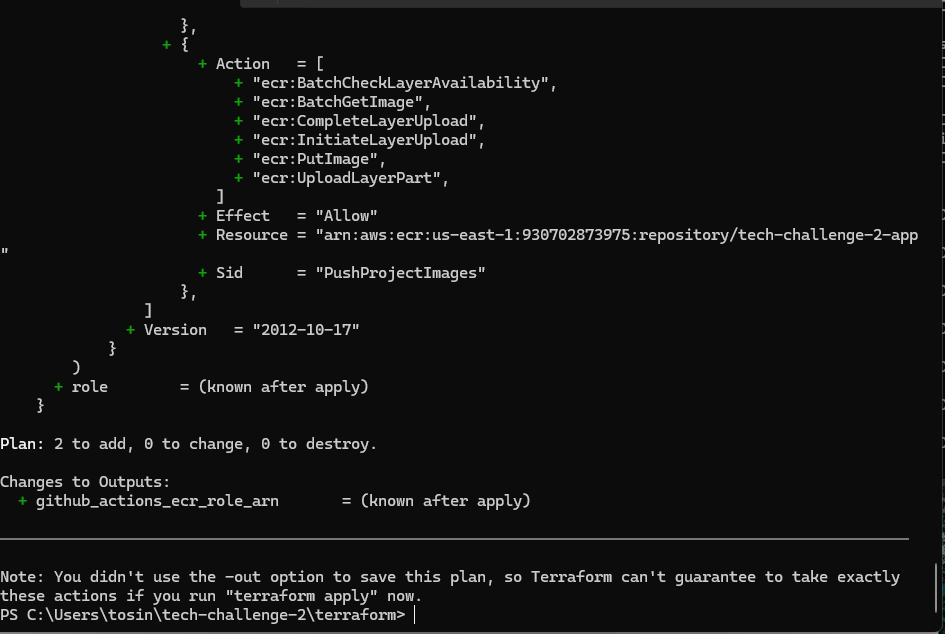 },
+ {
+ Action   = [
+ "ecr:BatchCheckLayerAvailability",
+ "ecr:BatchGetImage",
+ "ecr:CompleteLayerUpload",
+ "ecr:InitiateLayerUpload",
+ "ecr:PutImage",
+ "ecr:UploadLayerPart",
]
+ Effect   = "Allow"
+ Resource = "arn:aws:ecr:us-east-1:930702873975:repository/tech-challenge-2-app
"
+ Sid      = "PushProjectImages"
},
]
+ Version   = "2012-10-17"
}
)
+ role        = (known after apply)
}
Plan: 2 to add, 0 to change, 0 to destroy.
Changes to Outputs:
+ github_actions_ecr_role_arn       = (known after apply)
Note: You didn't use the -out option to save this plan, so Terraform can't guarantee to take exactly
these actions if you run "terraform apply" now.
PS C:\Users\tosin\tech-challenge-2\terraform>